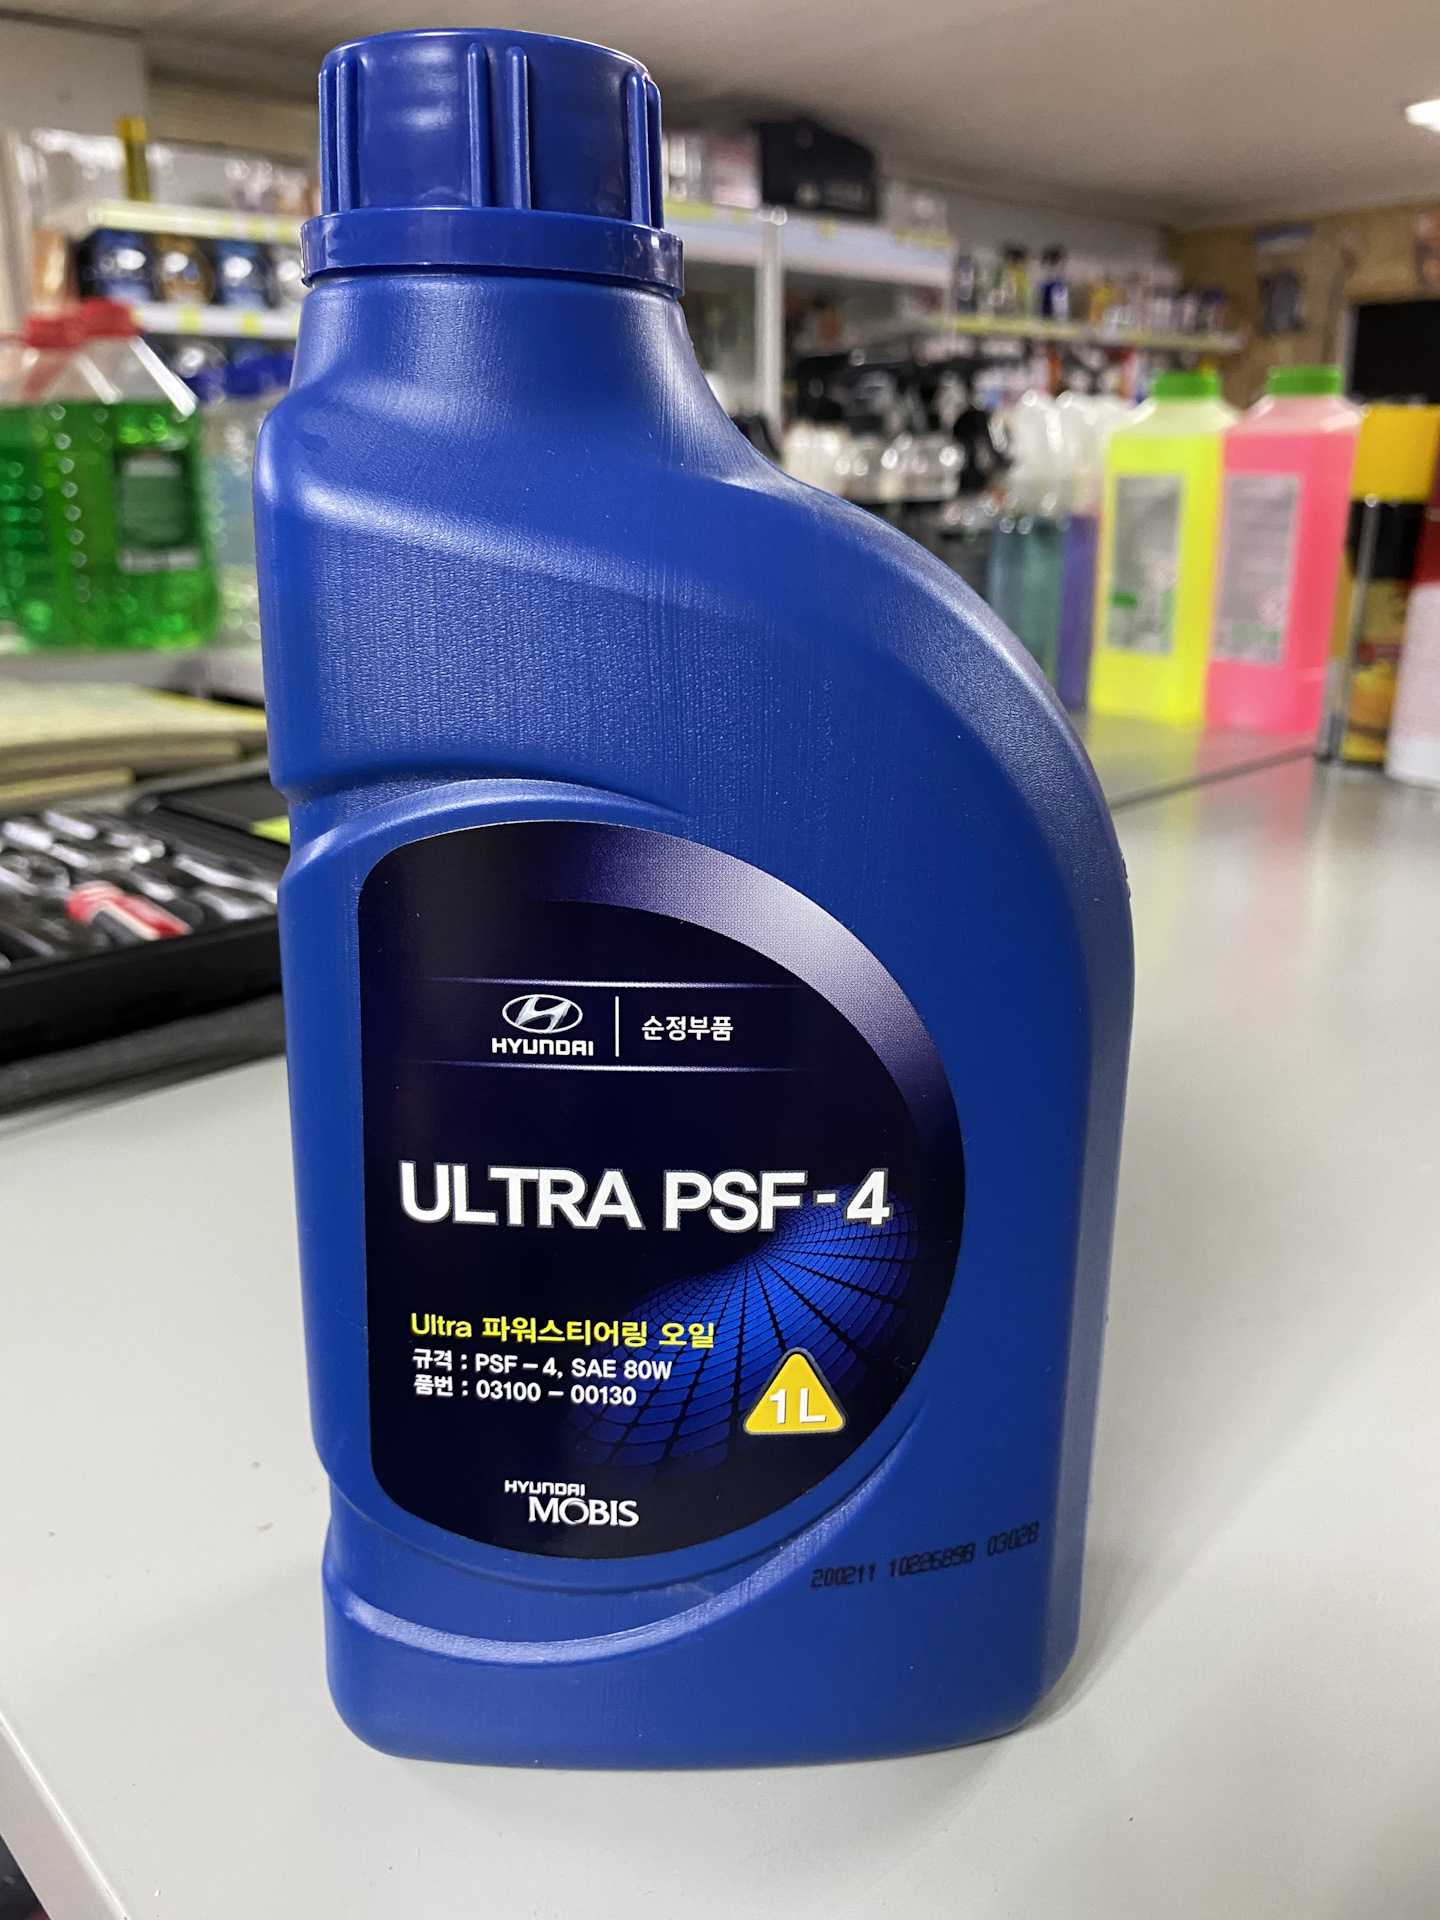 HYUNDAI
순정부품
ULTRA PSF-4
Ultra 파워스티어링 오일
규격 : PSF-4, SAE 80W
품번 : 03100-00130
1L
HYUNDAI
MOBIS
200211 10226898 03028